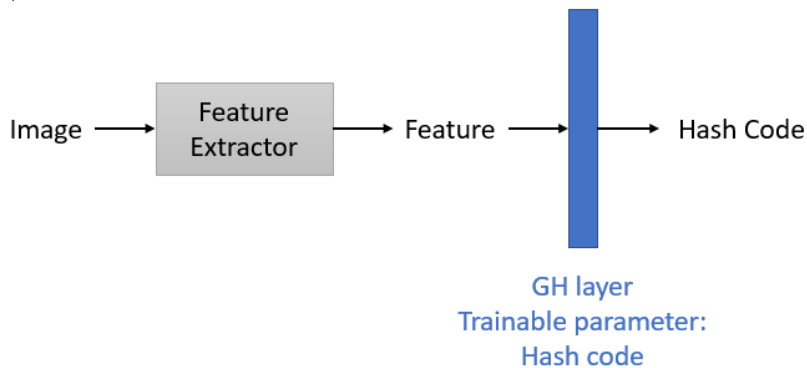 Image
Feature
Extractor
Feature
Hash Code
GH layer
Trainable parameter:
Hash code